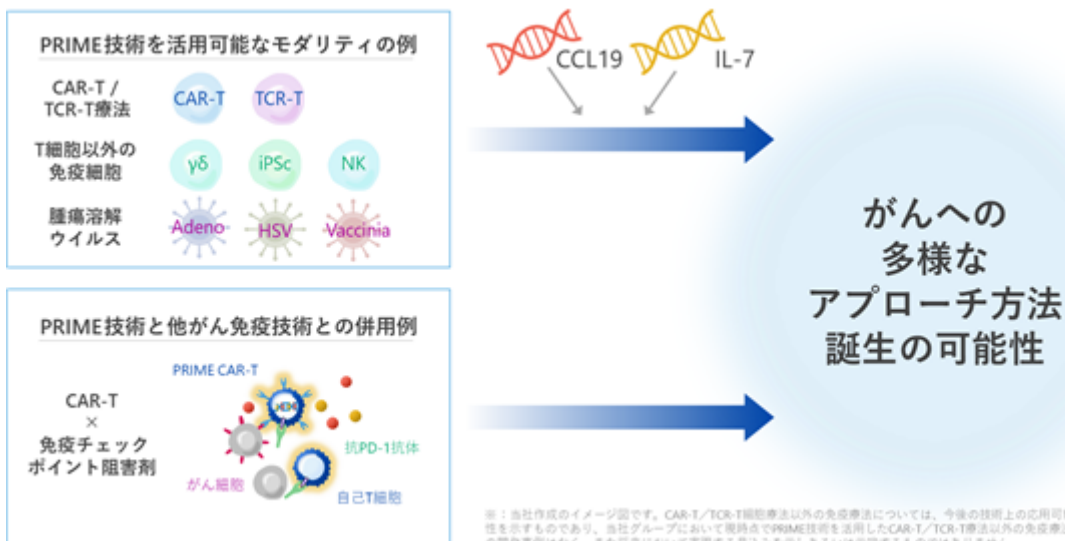 PRIME技術を活用可能なモダリティの例
CAR-T /
TCR-T療法
CAR-T
TCR-T
T細胞以外の
免疫細胞
γδ
iPSc
NK
腫瘍溶解
ウイルス
Adeno
HSV
Vaccinia
CCL19
IL-7
PRIME技術と他がん免疫技術との併用例
CAR-T
×
免疫チェック
ポイント阻害剤
PRIME CAR-T
抗PD-1抗体
がん細胞
自己T細胞
がんへの
多様な
アプローチ方法
誕生の可能性
※：当社作成のイメージ図です。CAR-T／TCR-T細胞療法以外の免疫療法については、今後の技術上の応用可能
性を示すものであり、当社グループにおいて現時点でPRIME技術を活用したCAR-T／TCR-T療法以外の免疫療法